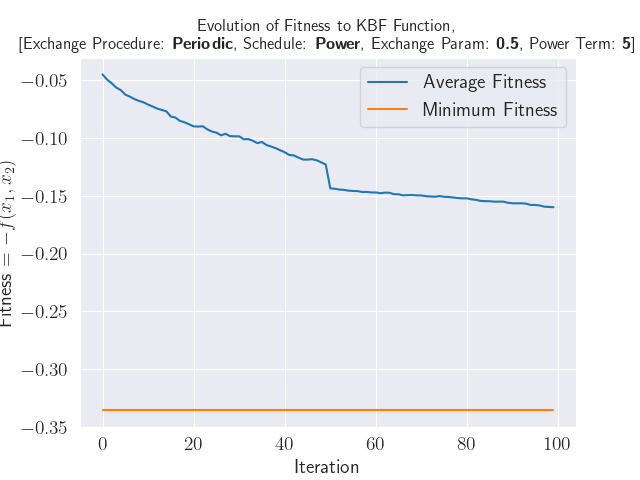 Evolution of Fitness to KBF Function,
[Exchange Procedure: Periodic, Schedule: Power, Exchange Param: 0.5, Power Term: 5]
Average Fitness
Minimum Fitness
Fitness = −f(x₁, x₂)
−0.05
−0.10
−0.15
−0.20
−0.25
−0.30
−0.35
0 20 40 60 80 100
Iteration